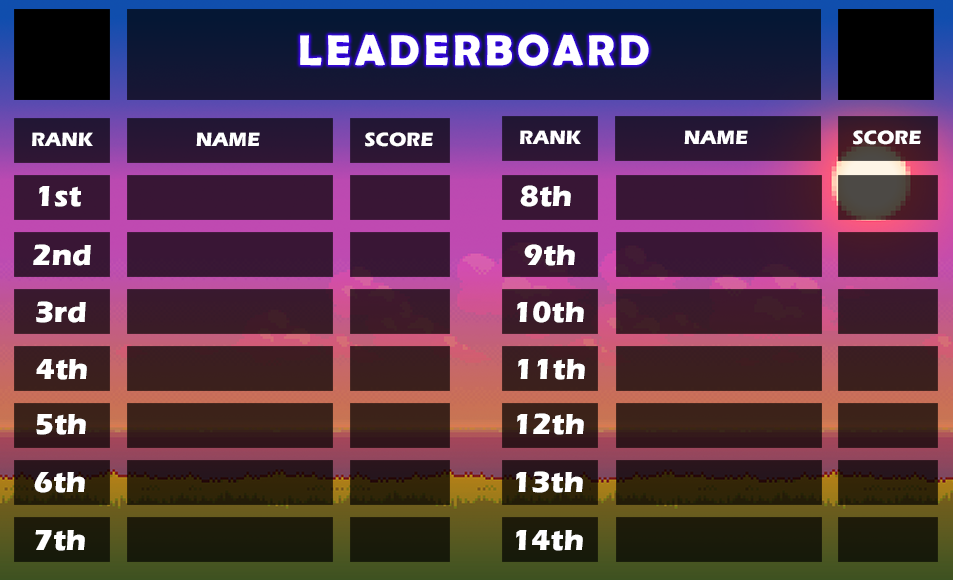 LEADERBOARD
RANK NAME SCORE
1st
2nd
3rd
4th
5th
6th
7th
RANK NAME SCORE
8th
9th
10th
11th
12th
13th
14th